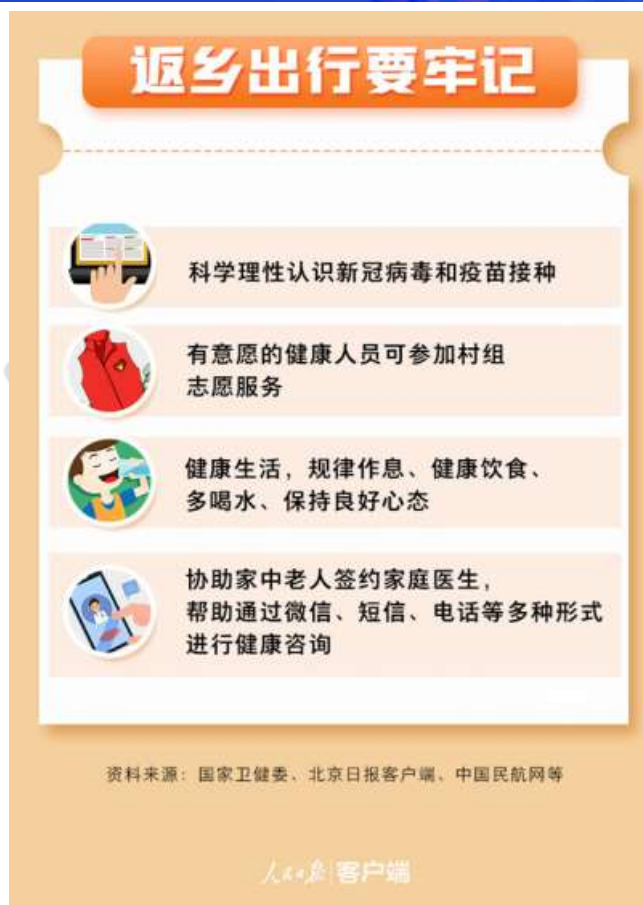 返乡出行要牢记
科学理性认识新冠病毒和疫苗接种
有意愿的健康人员可参加村组
志愿服务
健康生活，规律作息、健康饮食、
多喝水、保持良好心态
协助家中老人签约家庭医生，
帮助通过微信、短信、电话等多种形式
进行健康咨询
资料来源：国家卫健委、北京日报客户端、中国民航网等
人民日报|客户端